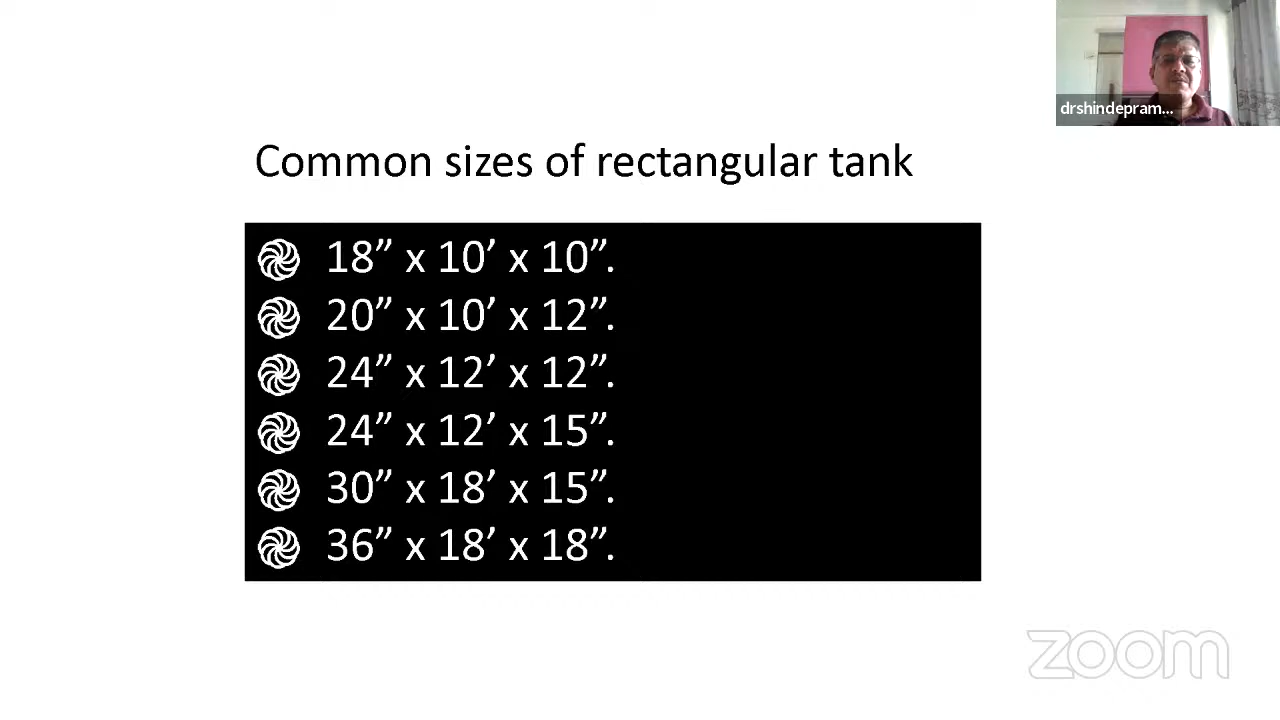 drshindepram...
Common sizes of rectangular tank
18” x 10’ x 10”.
20” x 10’ x 12”.
24” x 12’ x 12”.
24” x 12’ x 15”.
30” x 18’ x 15”.
36” x 18’ x 18”.
zoom